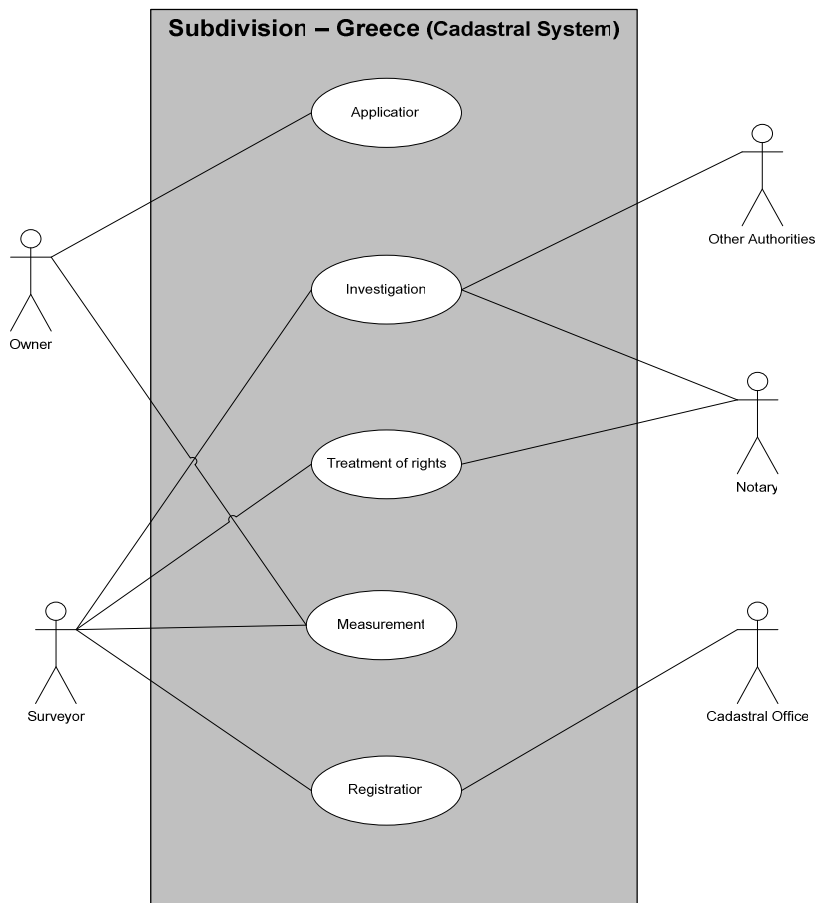 Subdivision – Greece (Cadastral System)
Application
Other Authorities
Investigation
Owner
Treatment of rights
Notary
Measurement
Surveyor
Cadastral Office
Registration